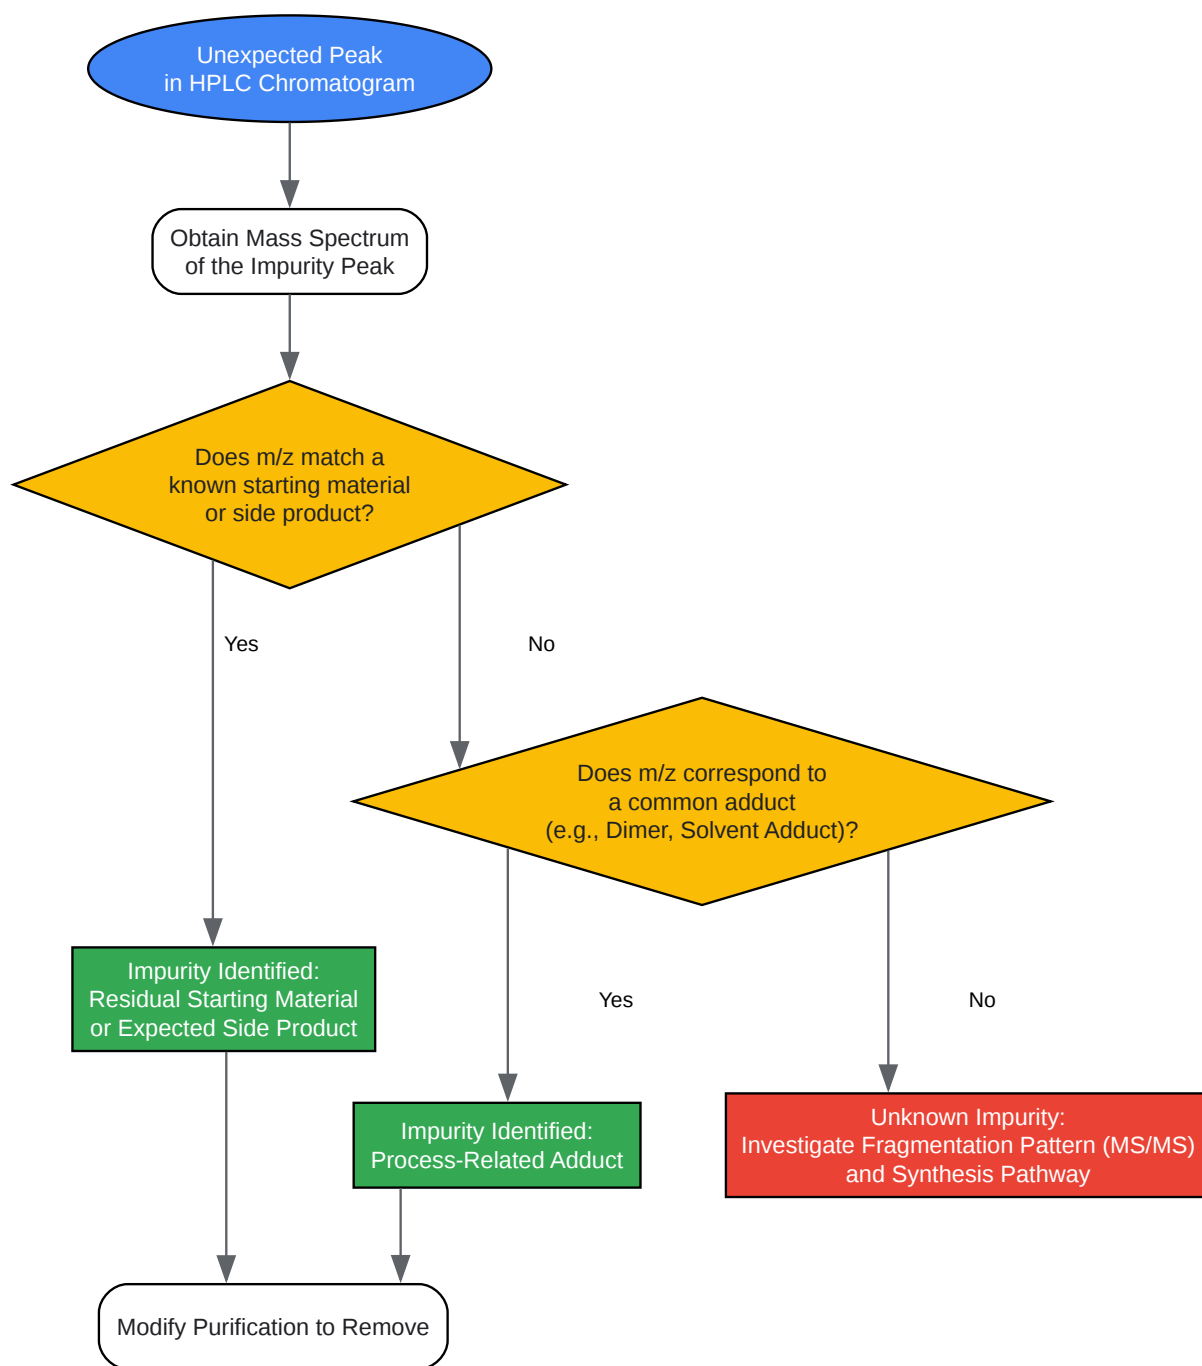 Unexpected Peak
in HPLC Chromatogram
Obtain Mass Spectrum
of the Impurity Peak
Does m/z match a
known starting material
or side product?
Yes
No
Does m/z correspond to
a common adduct
(e.g., Dimer, Solvent Adduct)?
Impurity Identified:
Residual Starting Material
or Expected Side Product
Yes
No
Impurity Identified:
Process-Related Adduct
Unknown Impurity:
Investigate Fragmentation Pattern (MS/MS)
and Synthesis Pathway
Modify Purification to Remove